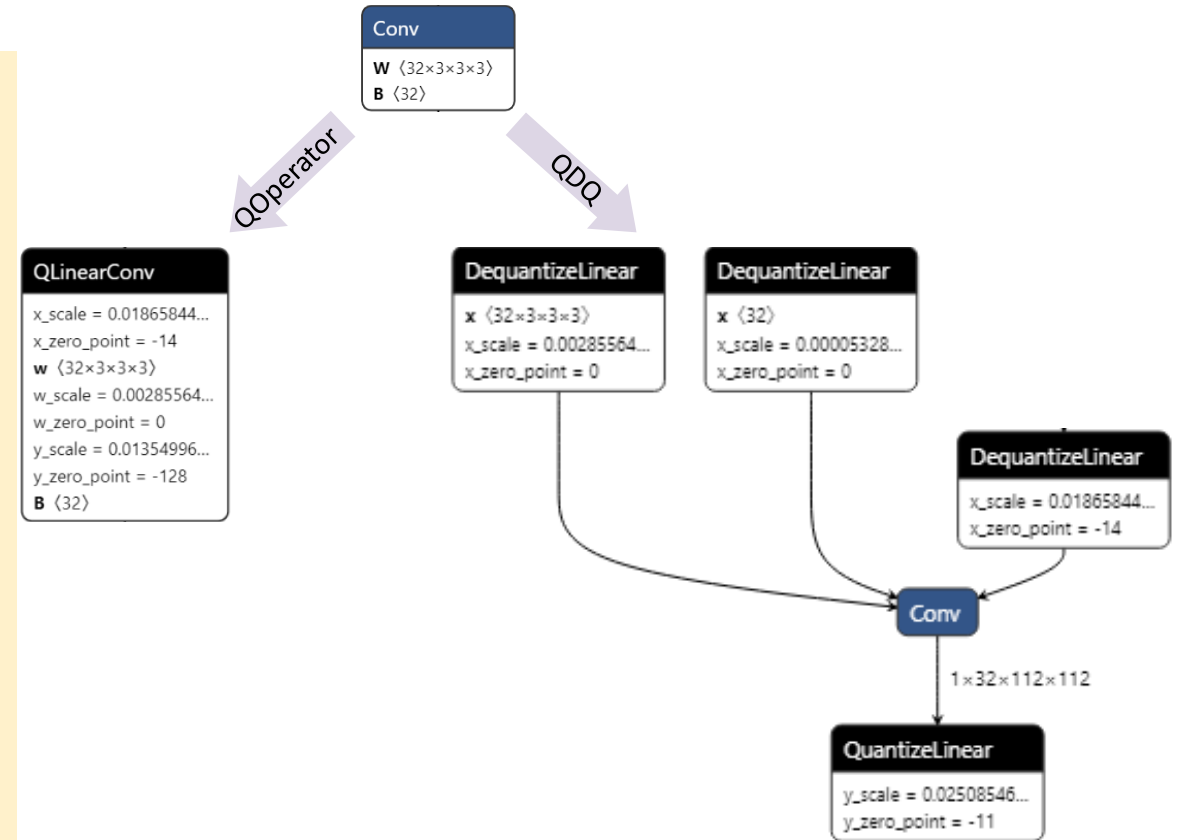 Conv
W 〈32×3×3×3〉
B 〈32〉
QOperator
QDQ
QLinearConv
x_scale = 0.01865844...
x_zero_point = -14
w 〈32×3×3×3〉
w_scale = 0.00285564...
w_zero_point = 0
y_scale = 0.01354996...
y_zero_point = -128
B 〈32〉
DequantizeLinear
x 〈32×3×3×3〉
x_scale = 0.00285564...
x_zero_point = 0
DequantizeLinear
x 〈32〉
x_scale = 0.00005328...
x_zero_point = 0
DequantizeLinear
x_scale = 0.01865844...
x_zero_point = -14
Conv
1×32×112×112
QuantizeLinear
y_scale = 0.02508546...
y_zero_point = -11